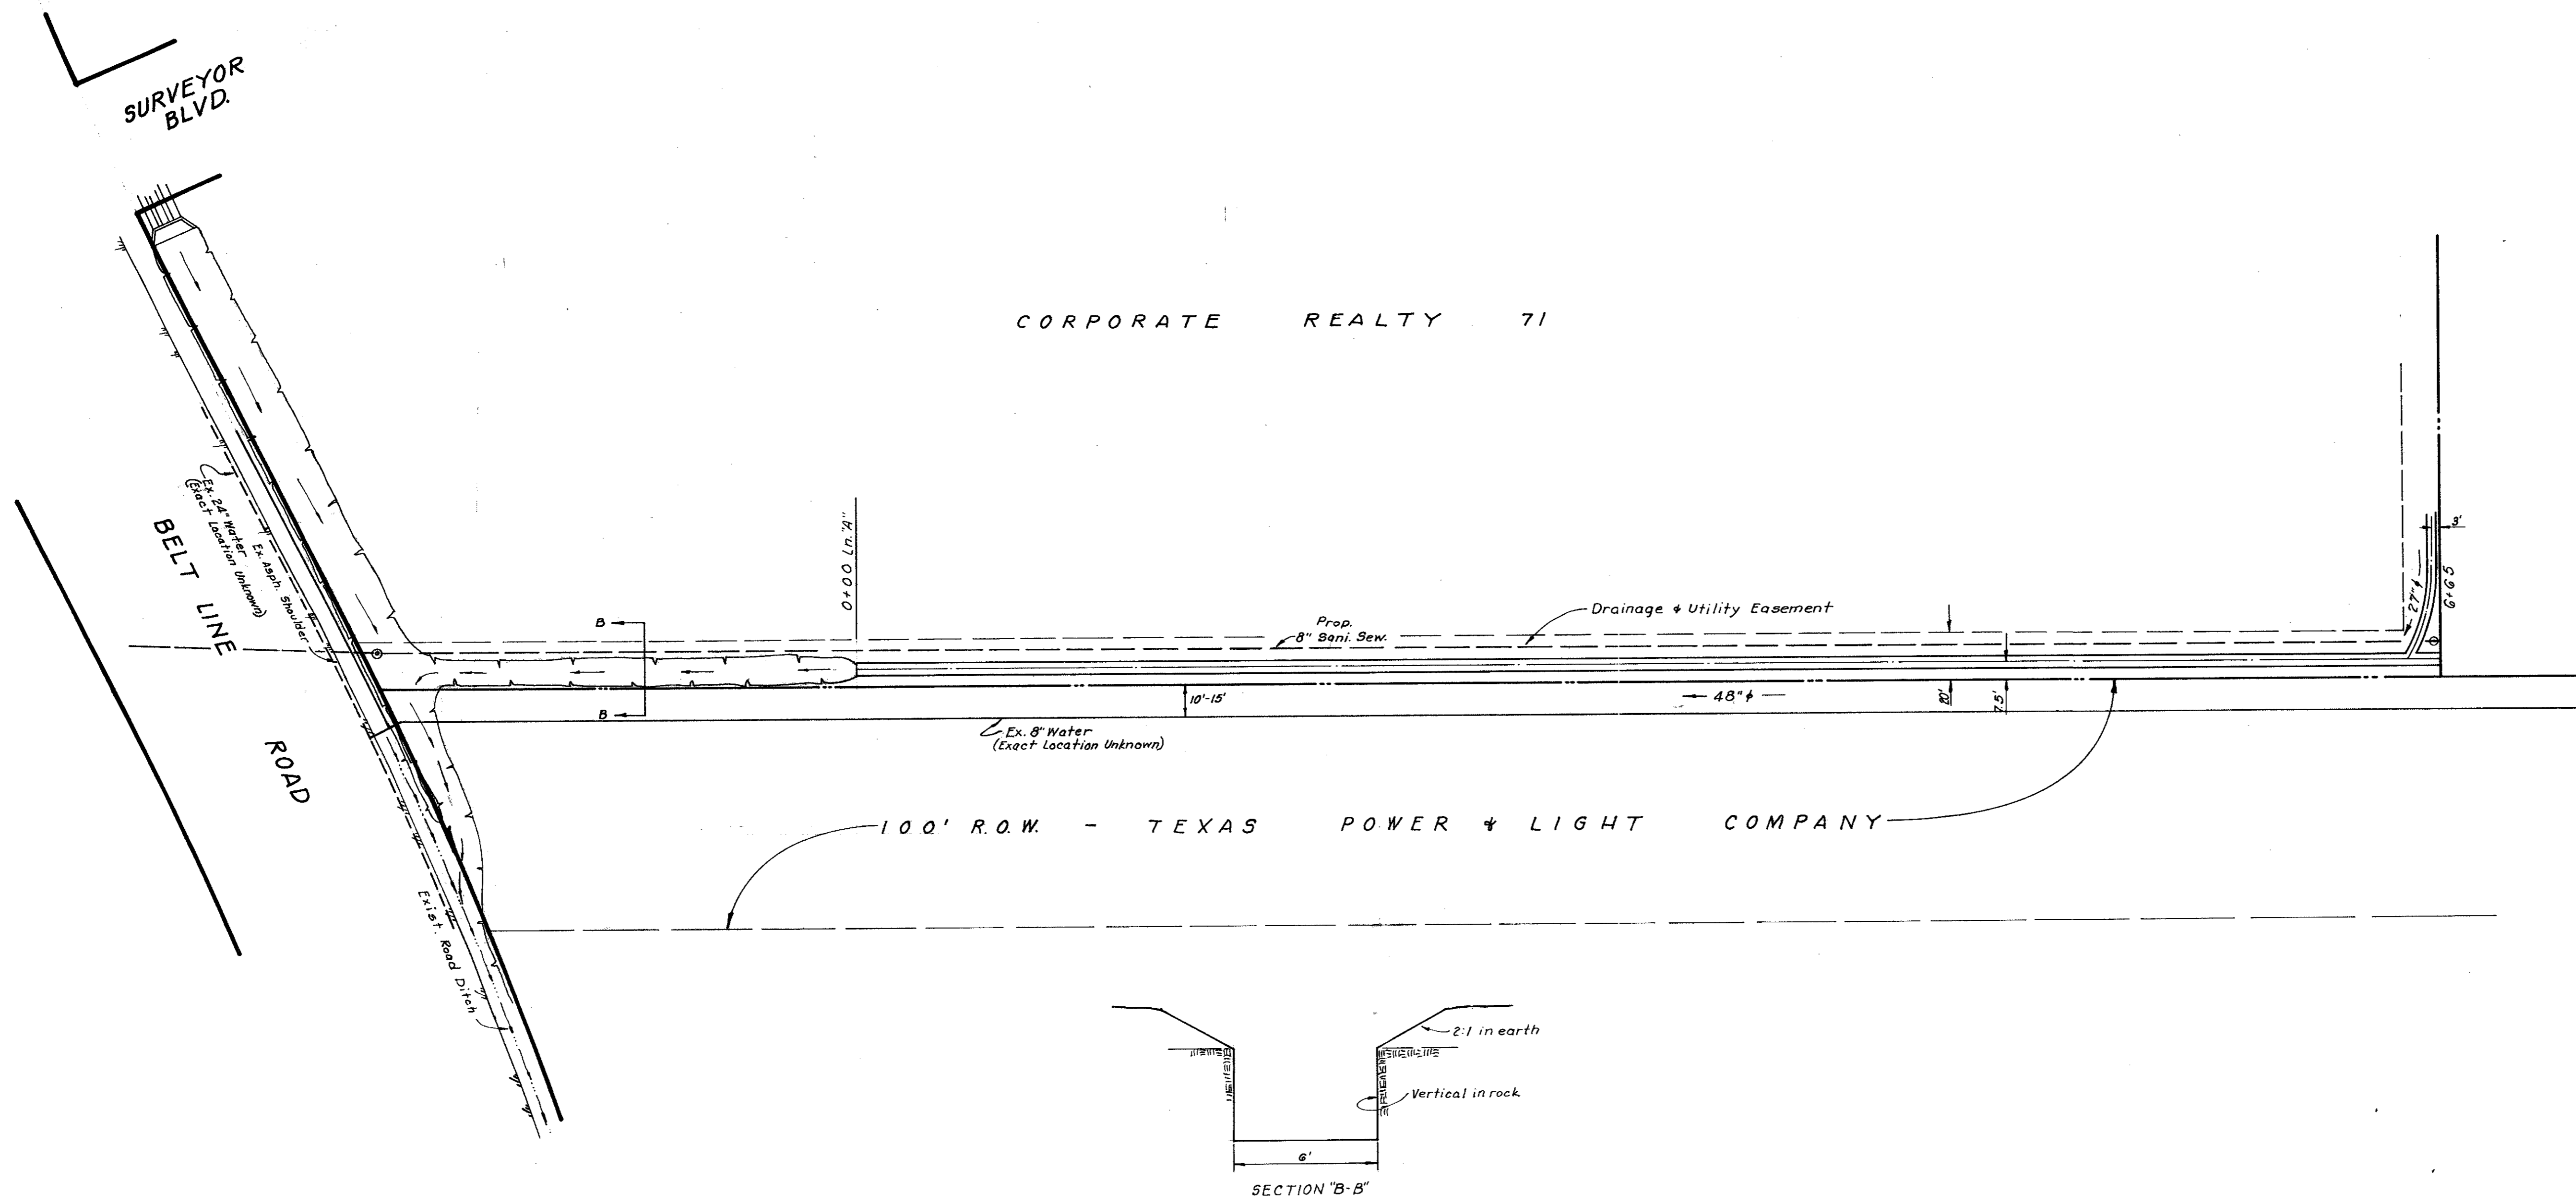 SURVEYOR
BLVD.
CORPORATE REALTY 71
Ex. 24" Water
(Exact Location Unknown)
Ex. Asph. Shoulder
BELT LINE
ROAD
0+00 Ln. "A"
3'
27"φ
6+65
B
B
Prop.
8" Sani. Sew.
Drainage & Utility Easement
10'-15'
48"φ
20'
7.5'
Ex. 8" Water
(Exact Location Unknown)
100' R.O.W. - TEXAS POWER & LIGHT COMPANY
Exist. Road Ditch
2:1 in earth
Vertical in rock
6'
SECTION "B-B"